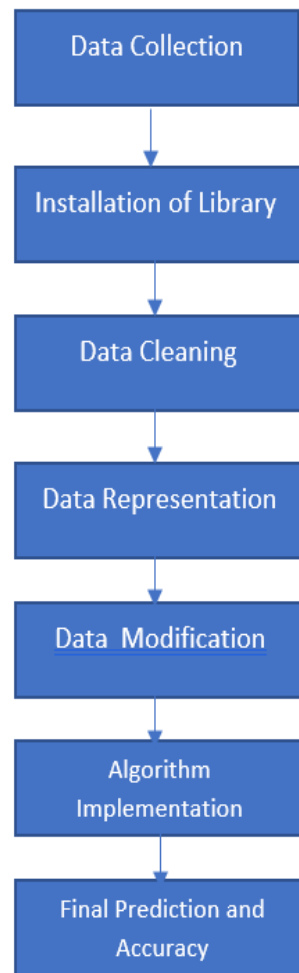 Data Collection
Installation of Library
Data Cleaning
Data Representation
Data Modification
Algorithm
Implementation
Final Prediction and
Accuracy